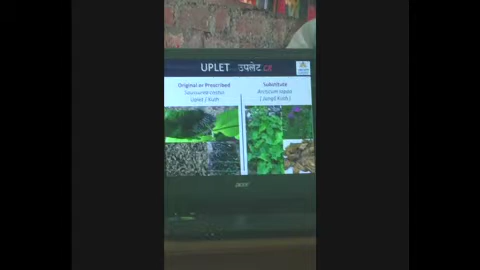 UPLET उपलेट
Original or Prescribed
Saussurea costus
Uplet / Kuth
Substitute
Arctium lappa
( Jungli Kuth )
acer